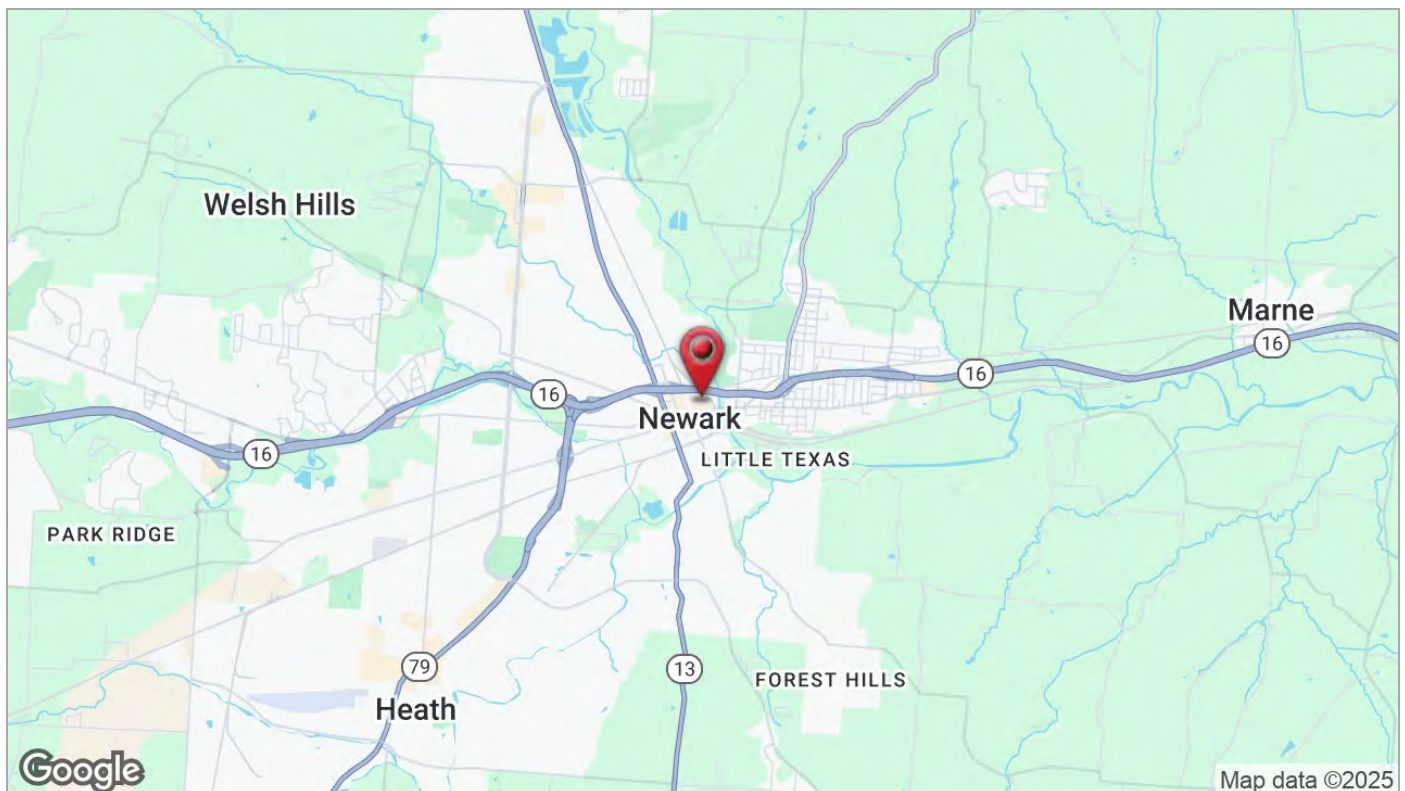 Welsh Hills
Marne
16
16
16
Newark
LITTLE TEXAS
16
PARK RIDGE
79
13
FOREST HILLS
Heath
Google
Map data ©2025